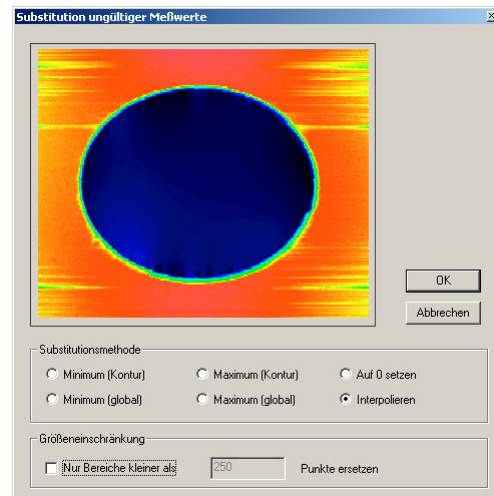 Substitution ungültiger Meßwerte
OK
Abbrechen
Substitutionsmethode
Minimum (Kontur) Maximum (Kontur) Auf 0 setzen
Minimum (global) Maximum (global) Interpolieren
Größeneinschränkung
Nur Bereiche kleiner als 250 Punkte ersetzen